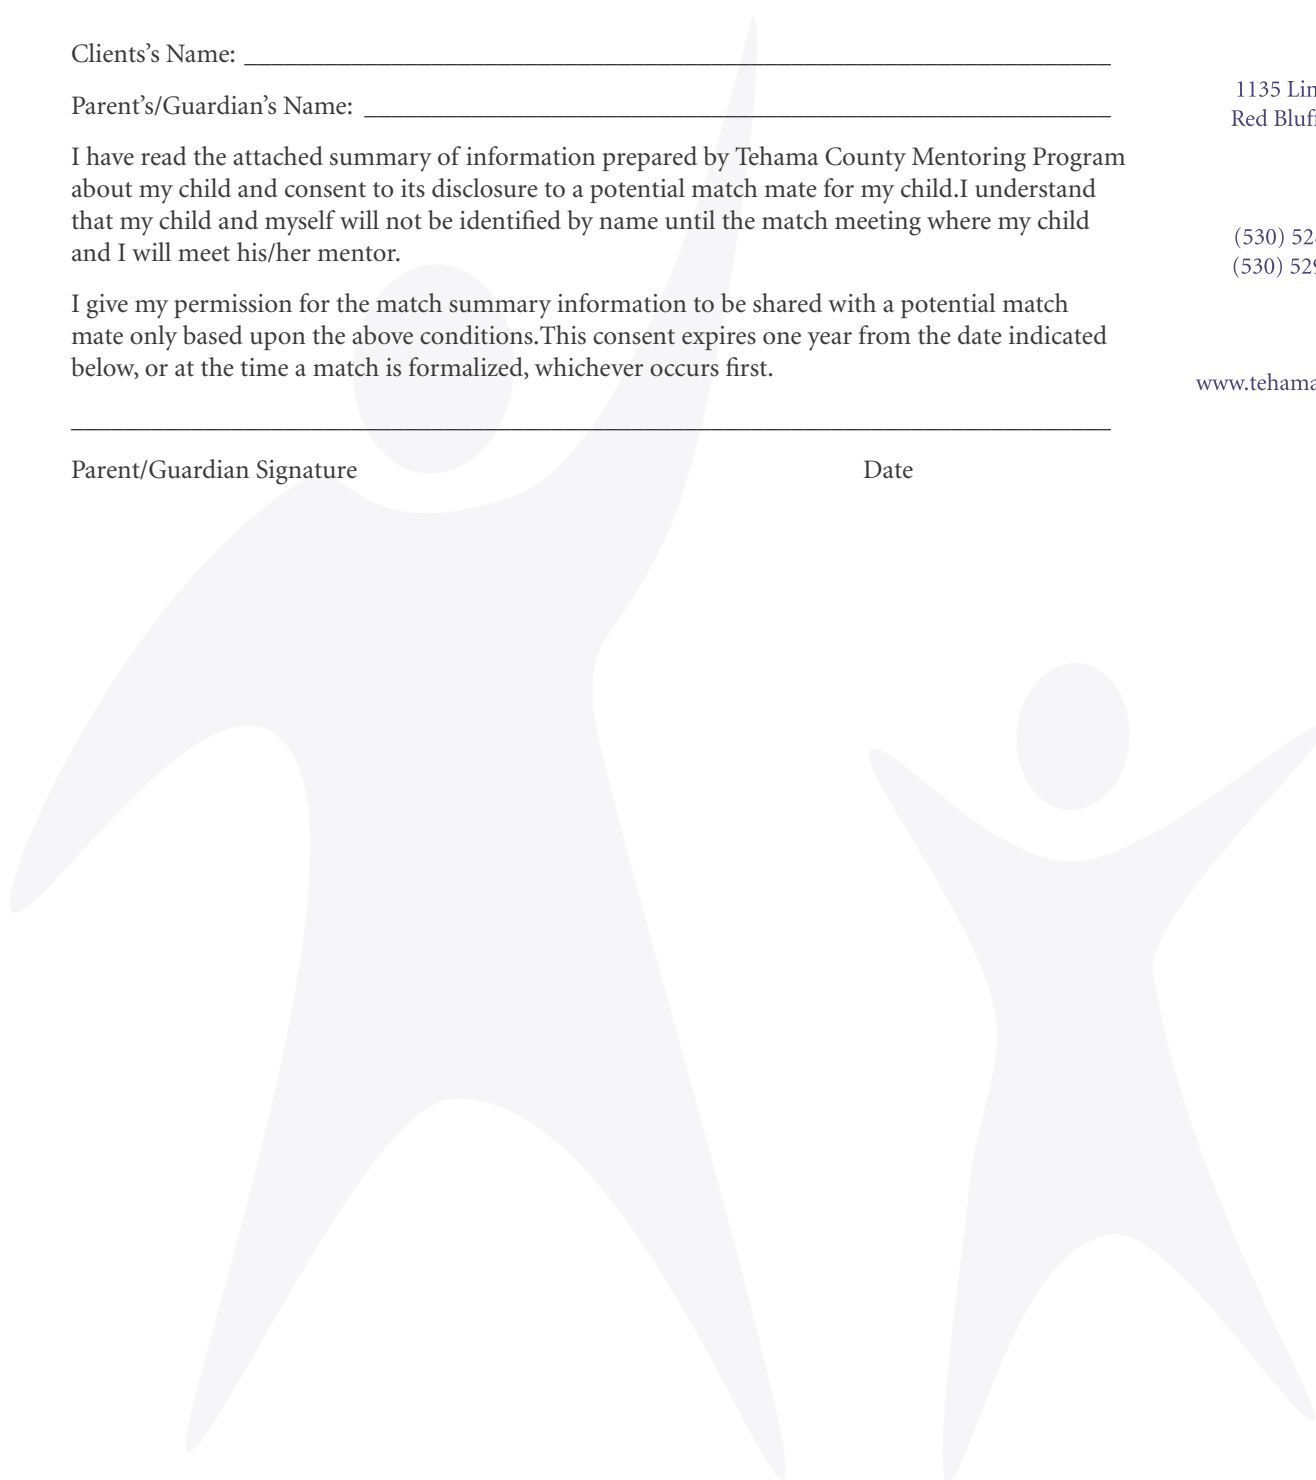 Clients’s Name:
Parent’s/Guardian’s Name:
I have read the attached summary of information prepared by Tehama County Mentoring Program
about my child and consent to its disclosure to a potential match mate for my child.I understand
that my child and myself will not be identified by name until the match meeting where my child
and I will meet his/her mentor.
I give my permission for the match summary information to be shared with a potential match
mate only based upon the above conditions.This consent expires one year from the date indicated
below, or at the time a match is formalized, whichever occurs first.
Parent/Guardian Signature Date
1135
Red
(530)
(530)